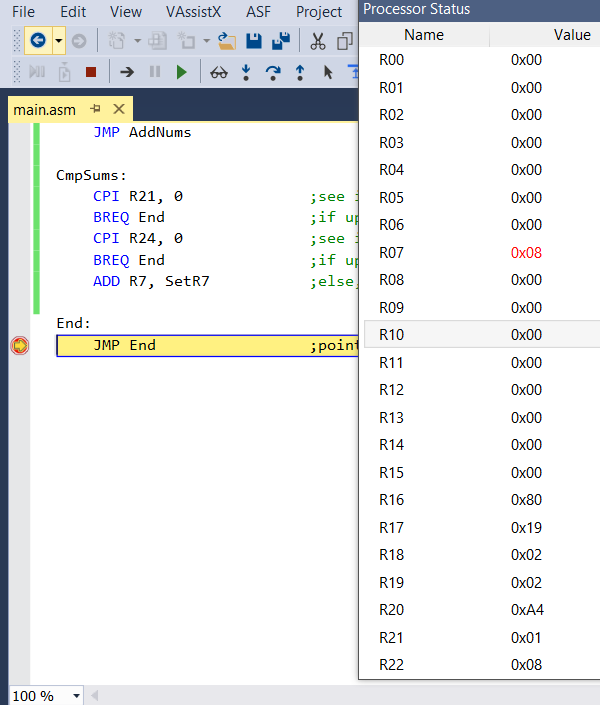 File Edit View VAssistX ASF Project
Processor Status
Name Value
main.asm
JMP AddNums
CmpSums:
CPI R21, 0 ;see
BREQ End ;if up
CPI R24, 0 ;see
BREQ End ;if up
ADD R7, SetR7 ;else,
End:
JMP End ;point
R00 0x00
R01 0x00
R02 0x00
R03 0x00
R04 0x00
R05 0x00
R06 0x00
R07 0x08
R08 0x00
R09 0x00
R10 0x00
R11 0x00
R12 0x00
R13 0x00
R14 0x00
R15 0x00
R16 0x80
R17 0x19
R18 0x02
R19 0x02
R20 0xA4
R21 0x01
R22 0x08
100 %